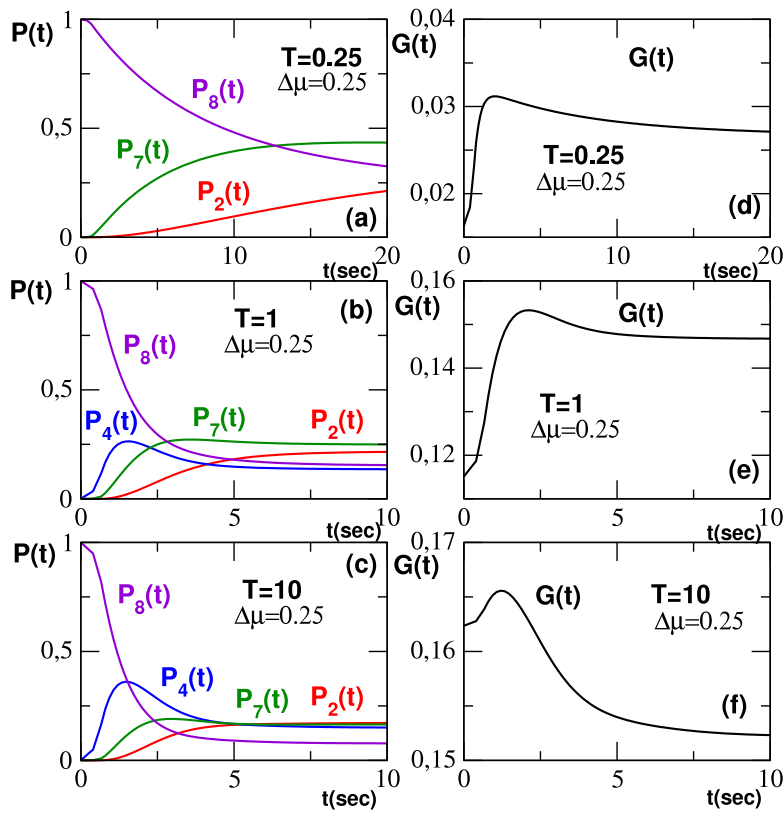 P(t)
1
0,5
0
T=0.25
Δμ=0.25
P8(t)
P7(t)
P2(t)
(a)
0
10
20
t(sec)
0,04
G(t)
0,03
0,02
G(t)
T=0.25
Δμ=0.25
(d)
0
10
20
t(sec)
P(t)
1
0,5
0
(b)
T=1
Δμ=0.25
P8(t)
P4(t)
P7(t)
P2(t)
0
5
10
t(sec)
0,16
G(t)
0,14
0,12
G(t)
T=1
Δμ=0.25
(e)
0
5
10
t(sec)
P(t)
1
0,5
0
(c)
T=10
Δμ=0.25
P8(t)
P4(t)
P7(t)
P2(t)
0
5
10
t(sec)
0,17
G(t)
0,16
0,15
G(t)
T=10
Δμ=0.25
(f)
0
5
10
t(sec)